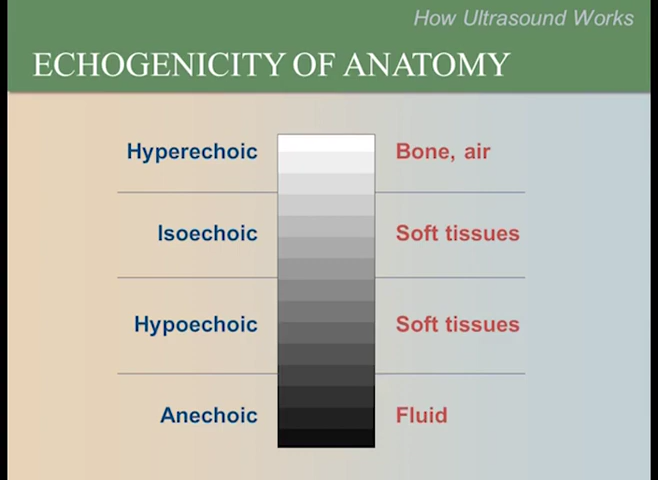 How Ultrasound Works
ECHOGENICITY OF ANATOMY
Hyperechoic Bone, air
Isoechoic Soft tissues
Hypoechoic Soft tissues
Anechoic Fluid